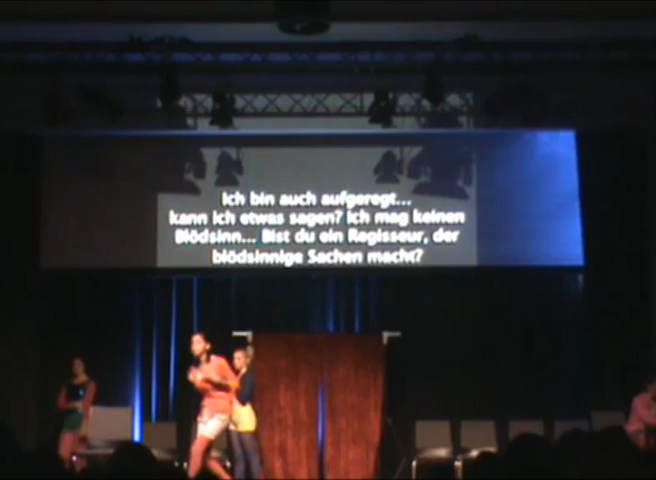 Ich bin auch aufgeregt...
kann ich etwas sagen? Ich mag keinen
Blödsinn... Bist du ein Regisseur, der
blödsinnige Sachen macht?